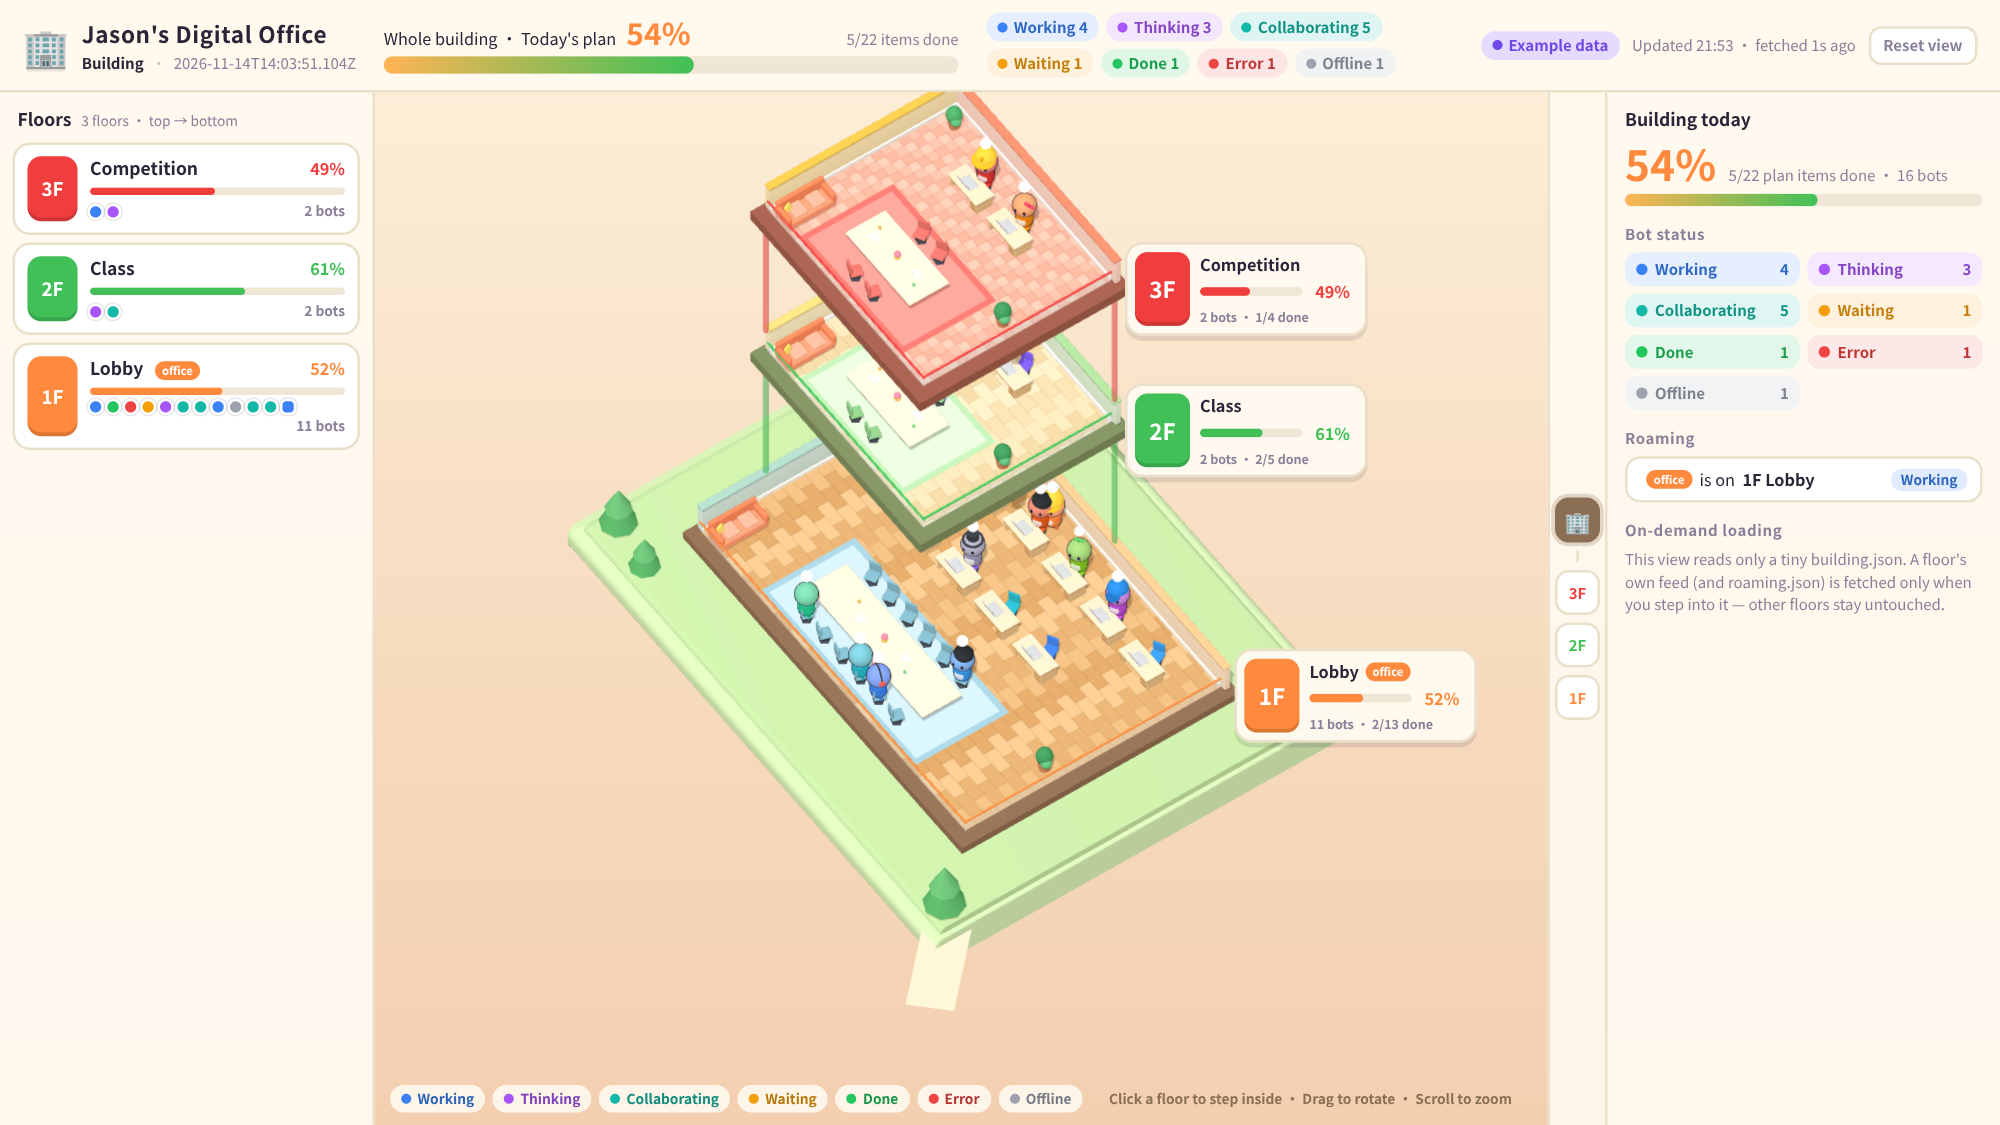 Jason's Digital Office
Building • 2026-11-14T14:03:51.104Z
Whole building • Today's plan 54%
5/22 items done
Working 4
Thinking 3
Collaborating 5
Waiting 1
Done 1
Error 1
Offline 1
Example data
Updated 21:53 • fetched 1s ago
Reset view
Floors 3 floors • top → bottom
3F
Competition
49%
2 bots
2F
Class
61%
2 bots
1F
Lobby office
52%
11 bots
3F
Competition
49%
2 bots • 1/4 done
2F
Class
61%
2 bots • 2/5 done
1F
Lobby office
52%
11 bots • 2/13 done
Working
Thinking
Collaborating
Waiting
Done
Error
Offline
Click a floor to step inside • Drag to rotate • Scroll to zoom
3F
2F
1F
Building today
54% 5/22 plan items done • 16 bots
Bot status
Working 4
Thinking 3
Collaborating 5
Waiting 1
Done 1
Error 1
Offline 1
Roaming
office is on 1F Lobby Working
On-demand loading
This view reads only a tiny building.json. A floor's
own feed (and roaming.json) is fetched only when
you step into it — other floors stay untouched.